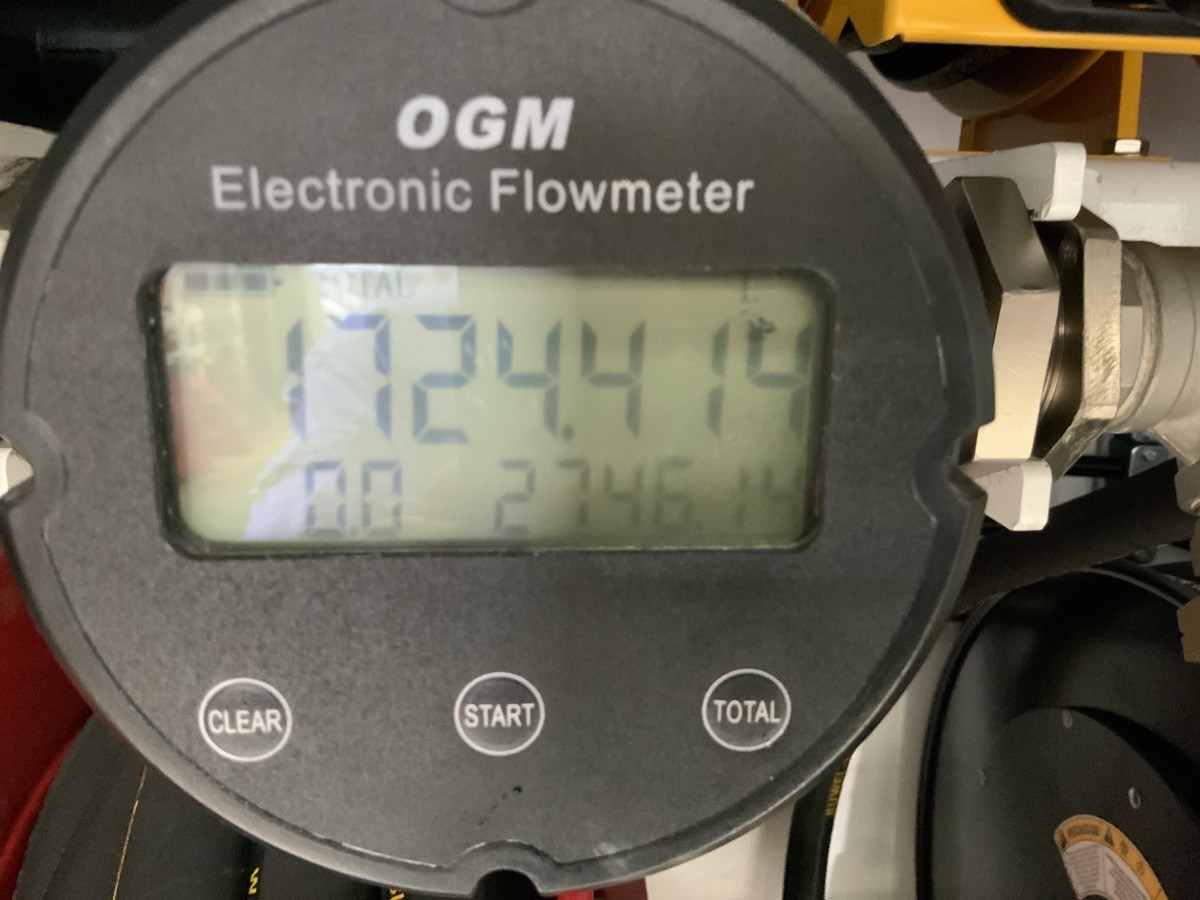 OGM
Electronic Flowmeter
TOTAL L
1724.414
0.0 2746.14
CLEAR START TOTAL